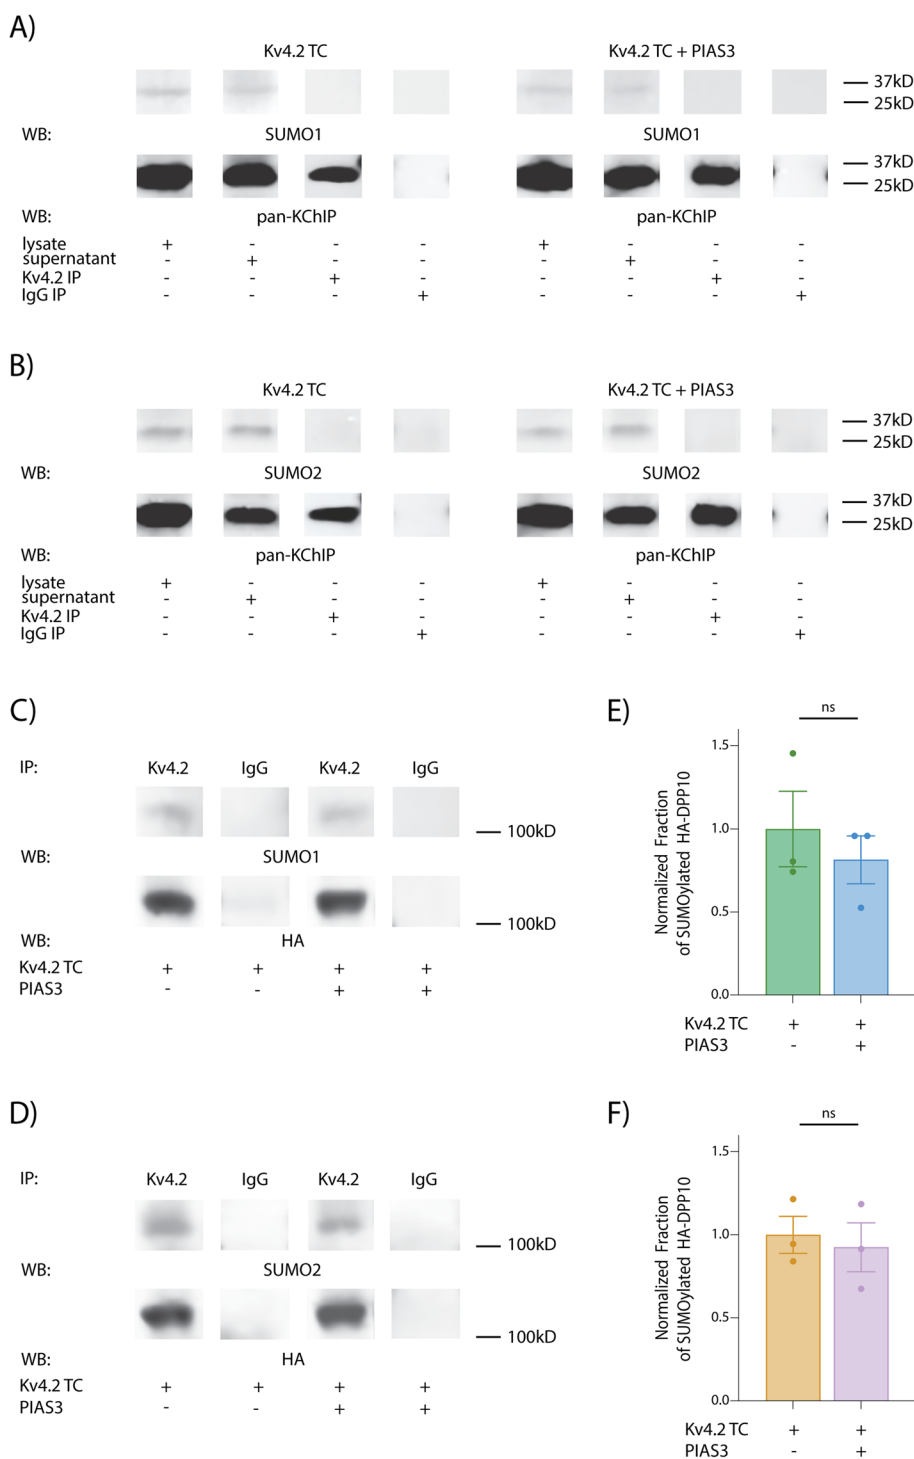 A)
Kv4.2 TC Kv4.2 TC + PIAS3
37kD
25kD
WB: SUMO1 SUMO1
37kD
25kD
WB: pan-KChIP pan-KChIP
lysate + - - - + - - -
supernatant - + - - - + - -
Kv4.2 IP - - + - - - + -
IgG IP - - - + - - - +
B)
Kv4.2 TC Kv4.2 TC + PIAS3
37kD
25kD
WB: SUMO2 SUMO2
37kD
25kD
WB: pan-KChIP pan-KChIP
lysate + - - - + - - -
supernatant - + - - - + - -
Kv4.2 IP - - + - - - + -
IgG IP - - - + - - - +
C)
IP: Kv4.2 IgG Kv4.2 IgG
100kD
WB: SUMO1
100kD
WB: HA
Kv4.2 TC + + + +
PIAS3 - - + +
E)
ns
1.5
1.0
0.5
0.0
Normalized Fraction
of SUMOylated HA-DPP10
Kv4.2 TC + +
PIAS3 - +
D)
IP: Kv4.2 IgG Kv4.2 IgG
100kD
WB: SUMO2
100kD
WB: HA
Kv4.2 TC + + + +
PIAS3 - - + +
F)
ns
1.5
1.0
0.5
0.0
Normalized Fraction
of SUMOylated HA-DPP10
Kv4.2 TC + +
PIAS3 - +